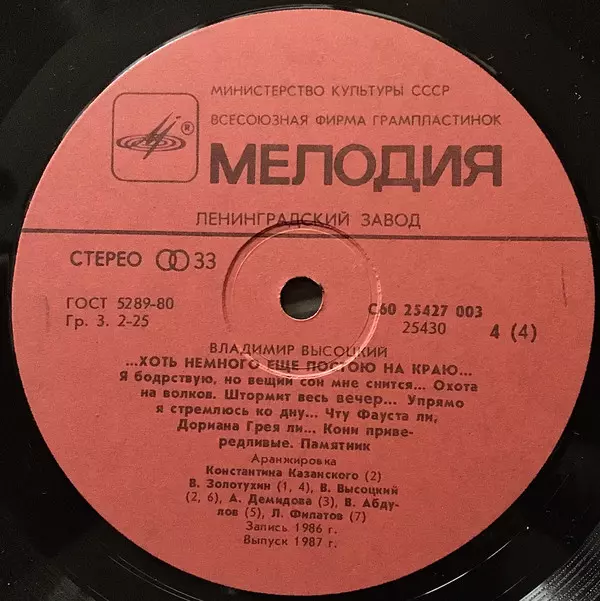 МИНИСТЕРСТВО КУЛЬТУРЫ СССР
ВСЕСОЮЗНАЯ ФИРМА ГРАМПЛАСТИНОК
®
МЕЛОДИЯ
ЛЕНИНГРАДСКИЙ ЗАВОД
СТЕРЕО 33
ГОСТ 5289-80
Гр. 3. 2-25
С60 25427 003
25430 4 (4)
ВЛАДИМИР ВЫСОЦКИЙ
...ХОТЬ НЕМНОГО ЕЩЕ ПОСТОЮ НА КРАЮ...
Я бодрствую, но вещий сон мне снится... Охота
на волков. Штормит весь вечер... Упрямо
я стремлюсь ко дну... Чту Фауста ли,
Дориана Грея ли... Кони приве-
редливые. Памятник
Аранжировка
Константина Казанского (2)
В. Золотухин (1, 4), В. Высоцкий
(2, 6), А. Демидова (3), В. Абду-
лов (5), Л. Филатов (7)
Запись 1986 г.
Выпуск 1987 г.